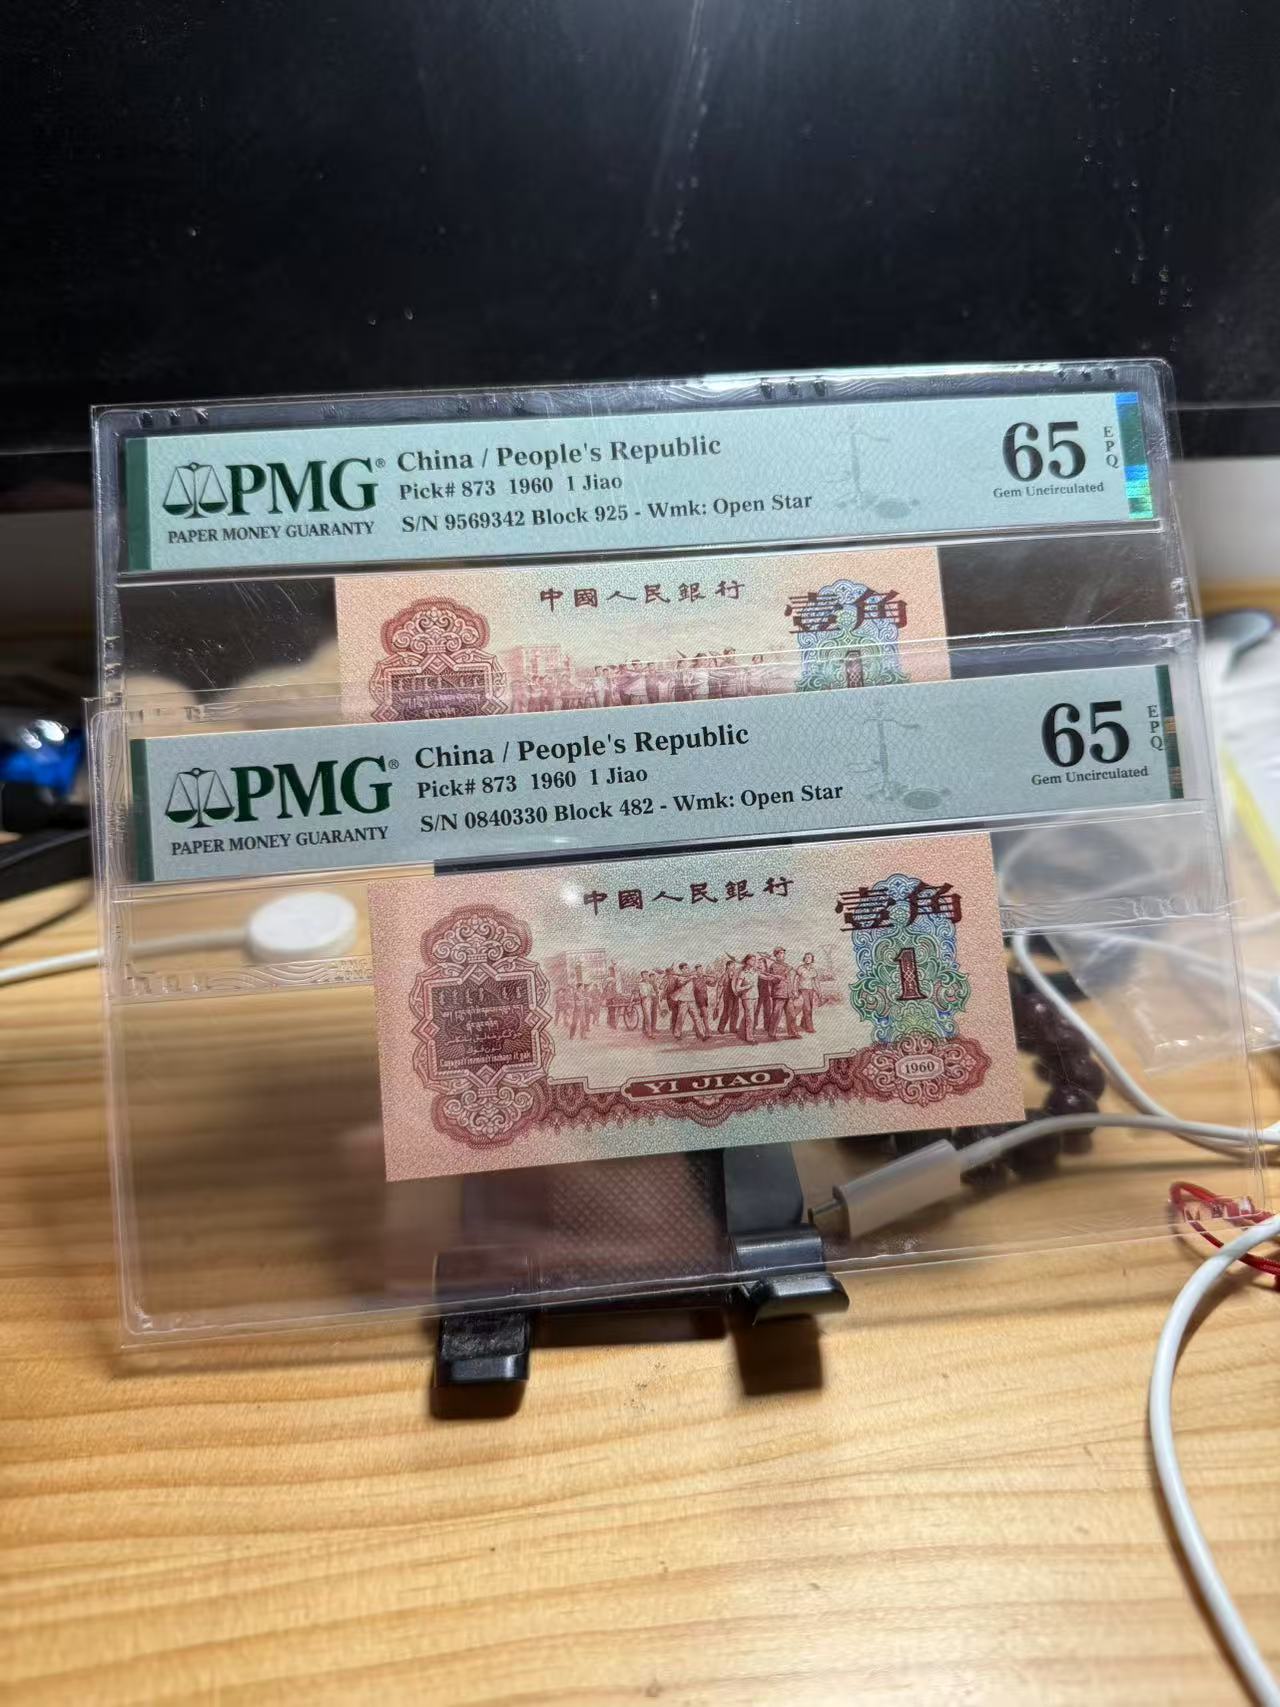 PMG®
PAPER MONEY GUARANTY
China / People's Republic
Pick# 873 1960 1 Jiao
S/N 9569342 Block 925 - Wmk: Open Star
65
EPQ
Gem Uncirculated
中國人民銀行
壹角
1
PMG®
PAPER MONEY GUARANTY
China / People's Republic
Pick# 873 1960 1 Jiao
S/N 0840330 Block 482 - Wmk: Open Star
65
EPQ
Gem Uncirculated
中國人民銀行
壹角
1
YI JIAO
1960